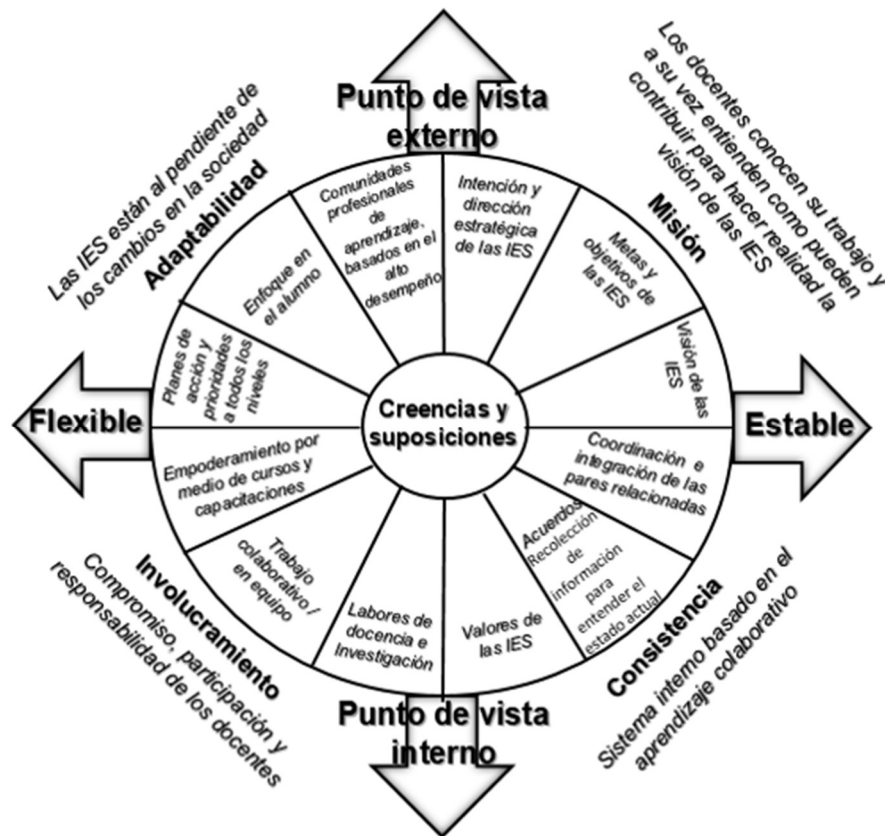 Punto de vista
externo
Las IES están al pendiente de
los cambios en la sociedad
Adaptabilidad
Los docentes conocen su trabajo y
a su vez entienden como pueden
contribuir para hacer realidad la
visión de las IES
Misión
Comunidades
profesionales
de
aprendizaje,
basados en el
alto
desempeño
Intención y
dirección
estratégica
de las IES
Enfoque en
el alumno
Metas y
objetivos de
las IES
Planes de
acción y
prioridades
a todos los
niveles
Visión de las
IES
Flexible
Creencias y
suposiciones
Estable
Empoderamiento por
medio de cursos y
capacitaciones
Coordinación e
integración de las
pares relacionadas
Trabajo
colaborativo /
en equipo
Acuerdos
Recolección
de
información
para
entender el
estado actual
Labores de
docencia e
Investigación
Valores de
las IES
Involucramiento
Compromiso, participación y
responsabilidad de los docentes
Consistencia
Sistema interno basado en el
aprendizaje colaborativo
Punto de vista
interno